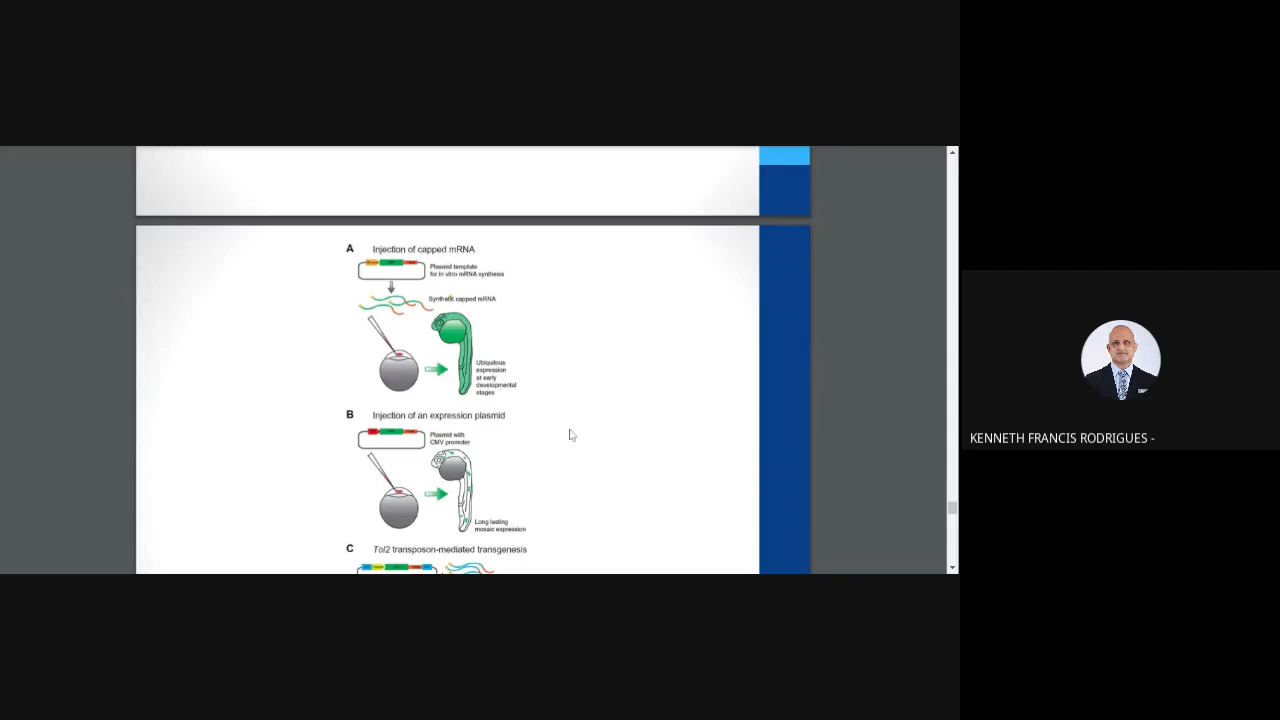 A Injection of capped mRNA
Plasmid template
for in vitro mRNA synthesis
Synthetic capped mRNA
Ubiquitous
expression
at early
developmental
stages
B Injection of an expression plasmid
Plasmid with
CMV promoter
Long lasting
mosaic expression
C Tol2 transposon-mediated transgenesis
KENNETH FRANCIS RODRIGUES -